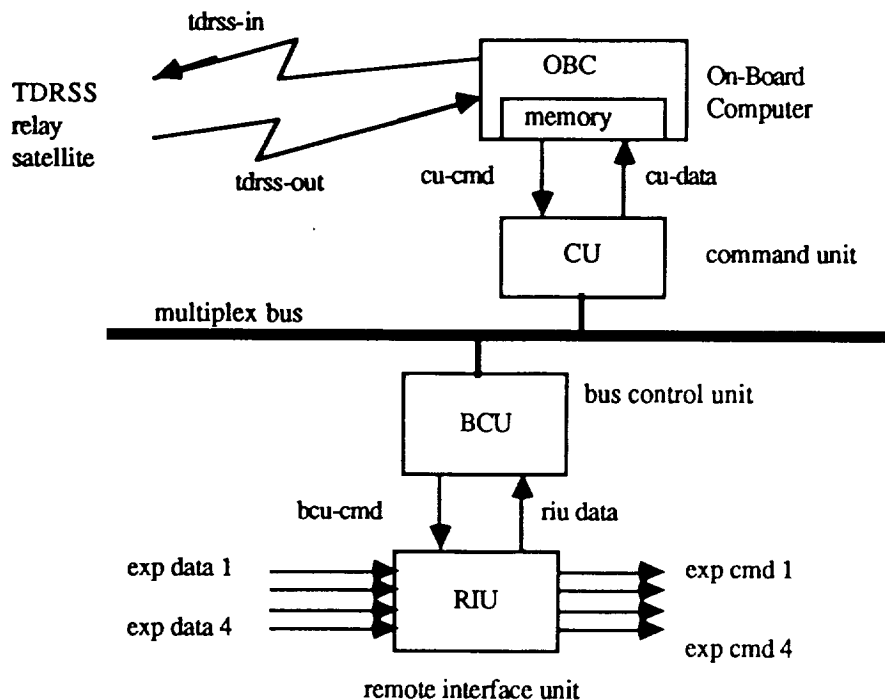 tdrss-in
TDRSS
relay
satellite
tdrss-out
OBC
memory
On-Board
Computer
cu-cmd
cu-data
CU
command unit
multiplex bus
BCU
bus control unit
bcu-cmd
riu data
exp data 1
exp data 4
RIU
exp cmd 1
exp cmd 4
remote interface unit